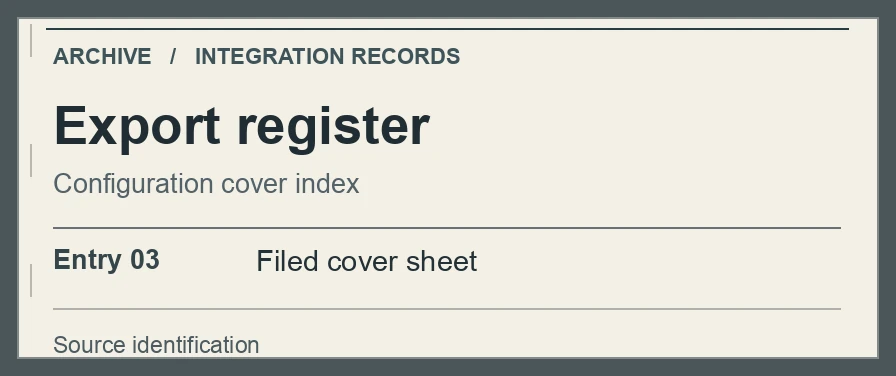 ARCHIVE / INTEGRATION RECORDS
Export register
Configuration cover index
Entry 03 Filed cover sheet
Source identification